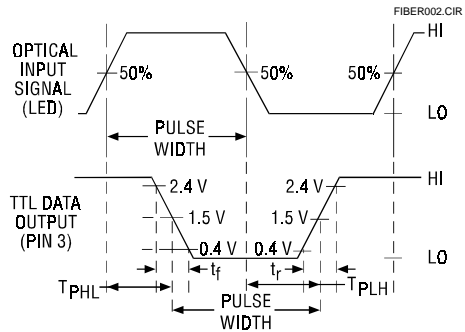 FIBER002.CIR
HI
OPTICAL
INPUT
SIGNAL
(LED)
50%
50%
50%
LO
PULSE
WIDTH
HI
2.4 V
2.4 V
TTL DATA
OUTPUT
(PIN 3)
1.5 V
1.5 V
0.4 V
0.4 V
LO
tf
tr
TPHL
TPLH
PULSE
WIDTH